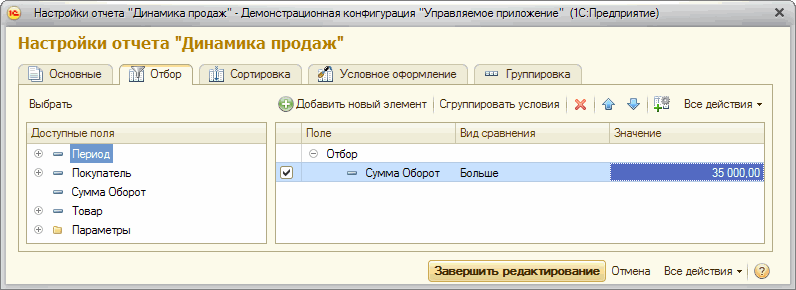 Настройки отчета "Динамика продаж" - Демонстрационная конфигурация "Управляемое приложение" (1С:Предприятие)
Настройки отчета "Динамика продаж"
Основные Отбор Сортировка Условное оформление Группировка
Выбрать Добавить новый элемент Сгруппировать условия Все действия
Доступные поля Поле Вид сравнения Значение
Период Отбор
Покупатель Сумма Оборот Больше 35 000,00
Сумма Оборот
Товар
Параметры
Завершить редактирование Отмена Все действия ?